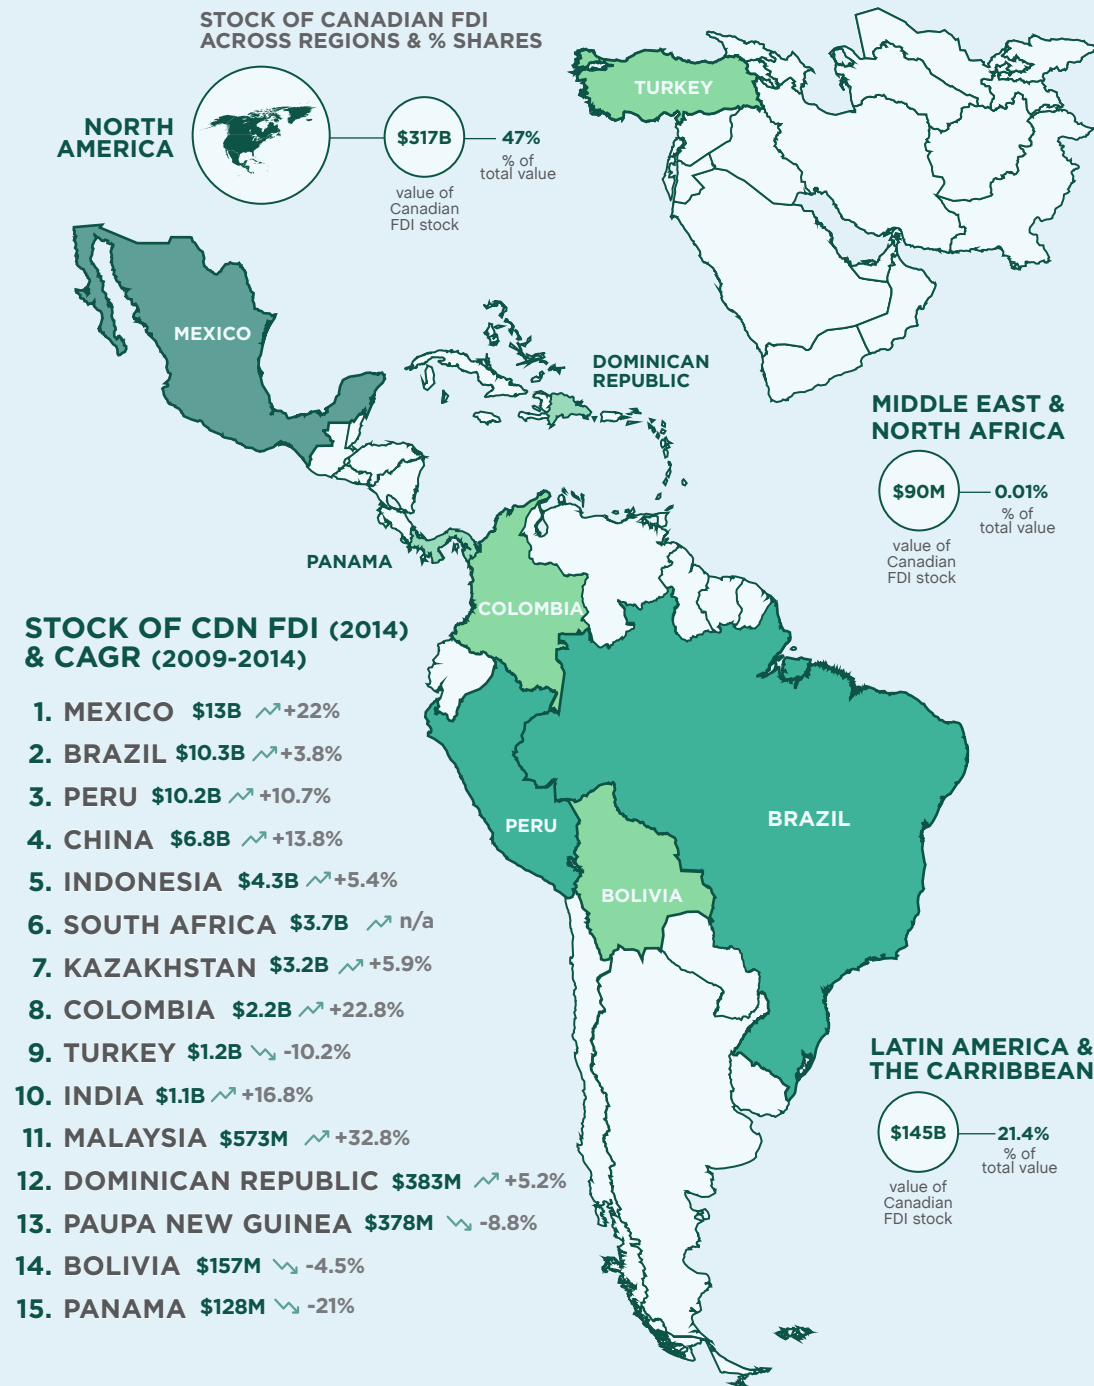 STOCK OF CANADIAN FDI
ACROSS REGIONS & % SHARES
NORTH
AMERICA
$317B
47%
% of
total value
value of
Canadian
FDI stock
TURKEY
MEXICO
DOMINICAN
REPUBLIC
MIDDLE EAST &
NORTH AFRICA
$90M
0.01%
% of
total value
value of
Canadian
FDI stock
PANAMA
COLOMBIA
PERU
BRAZIL
BOLIVIA
STOCK OF CDN FDI (2014)
& CAGR (2009-2014)
1. MEXICO $13B +22%
2. BRAZIL $10.3B +3.8%
3. PERU $10.2B +10.7%
4. CHINA $6.8B +13.8%
5. INDONESIA $4.3B +5.4%
6. SOUTH AFRICA $3.7B n/a
7. KAZAKHSTAN $3.2B +5.9%
8. COLOMBIA $2.2B +22.8%
9. TURKEY $1.2B -10.2%
10. INDIA $1.1B +16.8%
11. MALAYSIA $573M +32.8%
12. DOMINICAN REPUBLIC $383M +5.2%
13. PAUPA NEW GUINEA $378M -8.8%
14. BOLIVIA $157M -4.5%
15. PANAMA $128M -21%
LATIN AMERICA &
THE CARRIBBEAN
$145B
21.4%
% of
total value
value of
Canadian
FDI stock